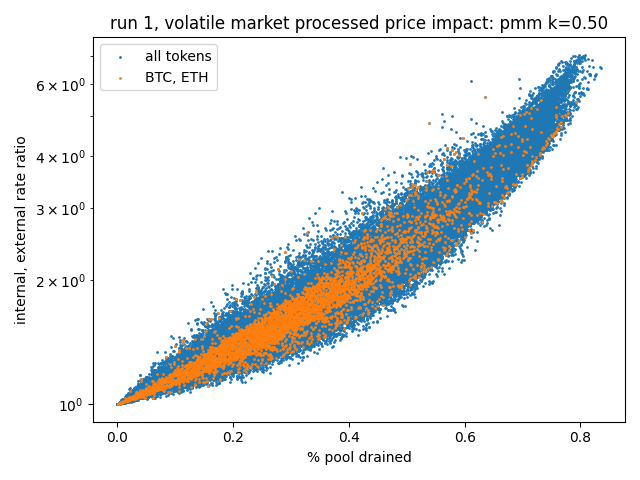 run 1, volatile market processed price impact: pmm k=0.50
all tokens
BTC, ETH
6 × 10⁰
4 × 10⁰
3 × 10⁰
2 × 10⁰
10⁰
internal, external rate ratio
0.0 0.2 0.4 0.6 0.8
% pool drained